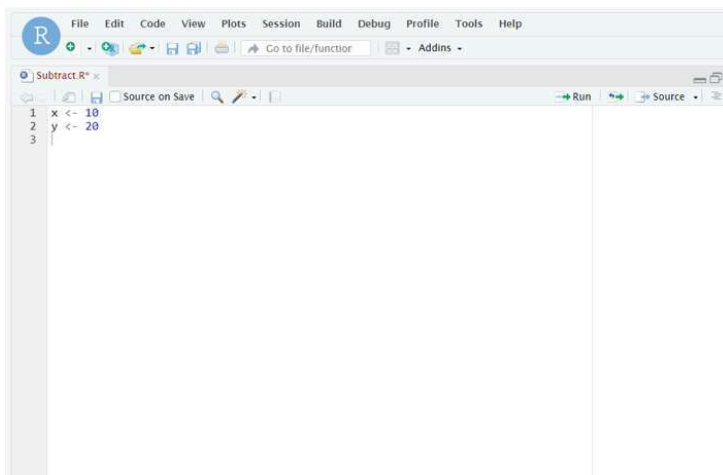 R File Edit Code View Plots Session Build Debug Profile Tools Help
Go to file/function Addins
Subtract.R*
Source on Save Run Source
1 x <- 10
2 y <- 20
3